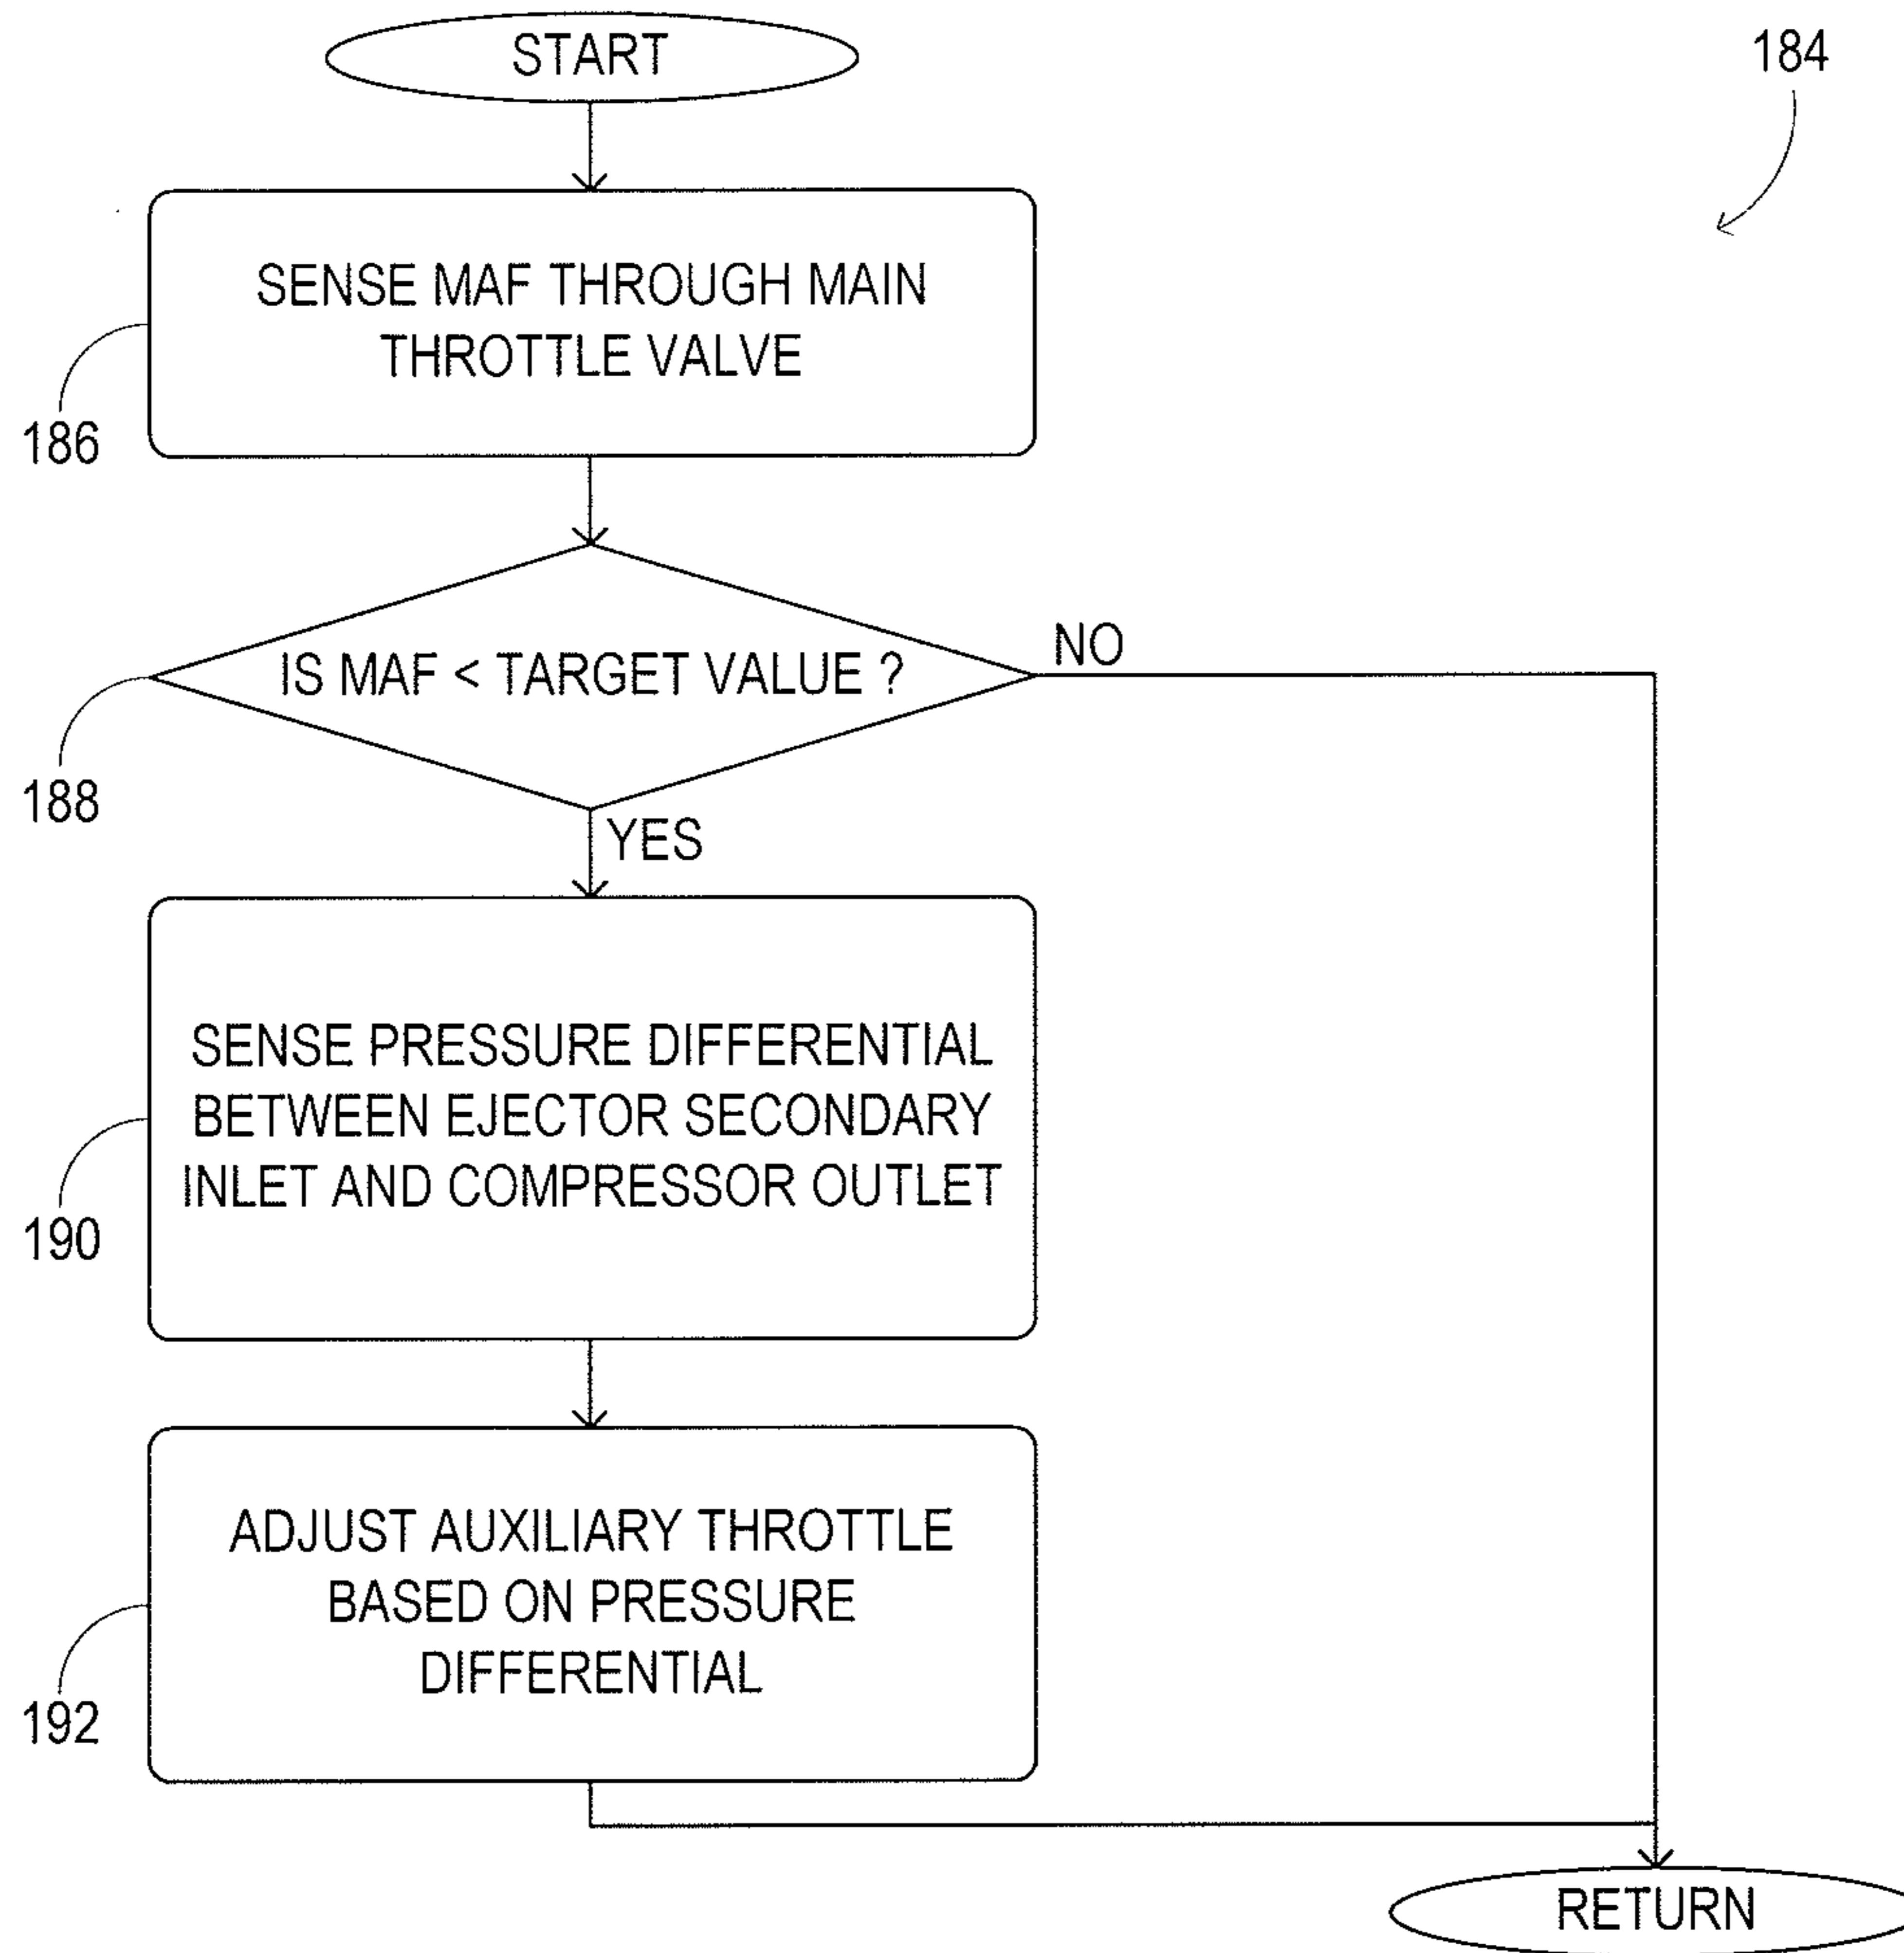 START
184
SENSE MAF THROUGH MAIN
THROTTLE VALVE
186
IS MAF < TARGET VALUE ?
NO
188
YES
SENSE PRESSURE DIFFERENTIAL
BETWEEN EJECTOR SECONDARY
INLET AND COMPRESSOR OUTLET
190
ADJUST AUXILIARY THROTTLE
BASED ON PRESSURE
DIFFERENTIAL
192
RETURN